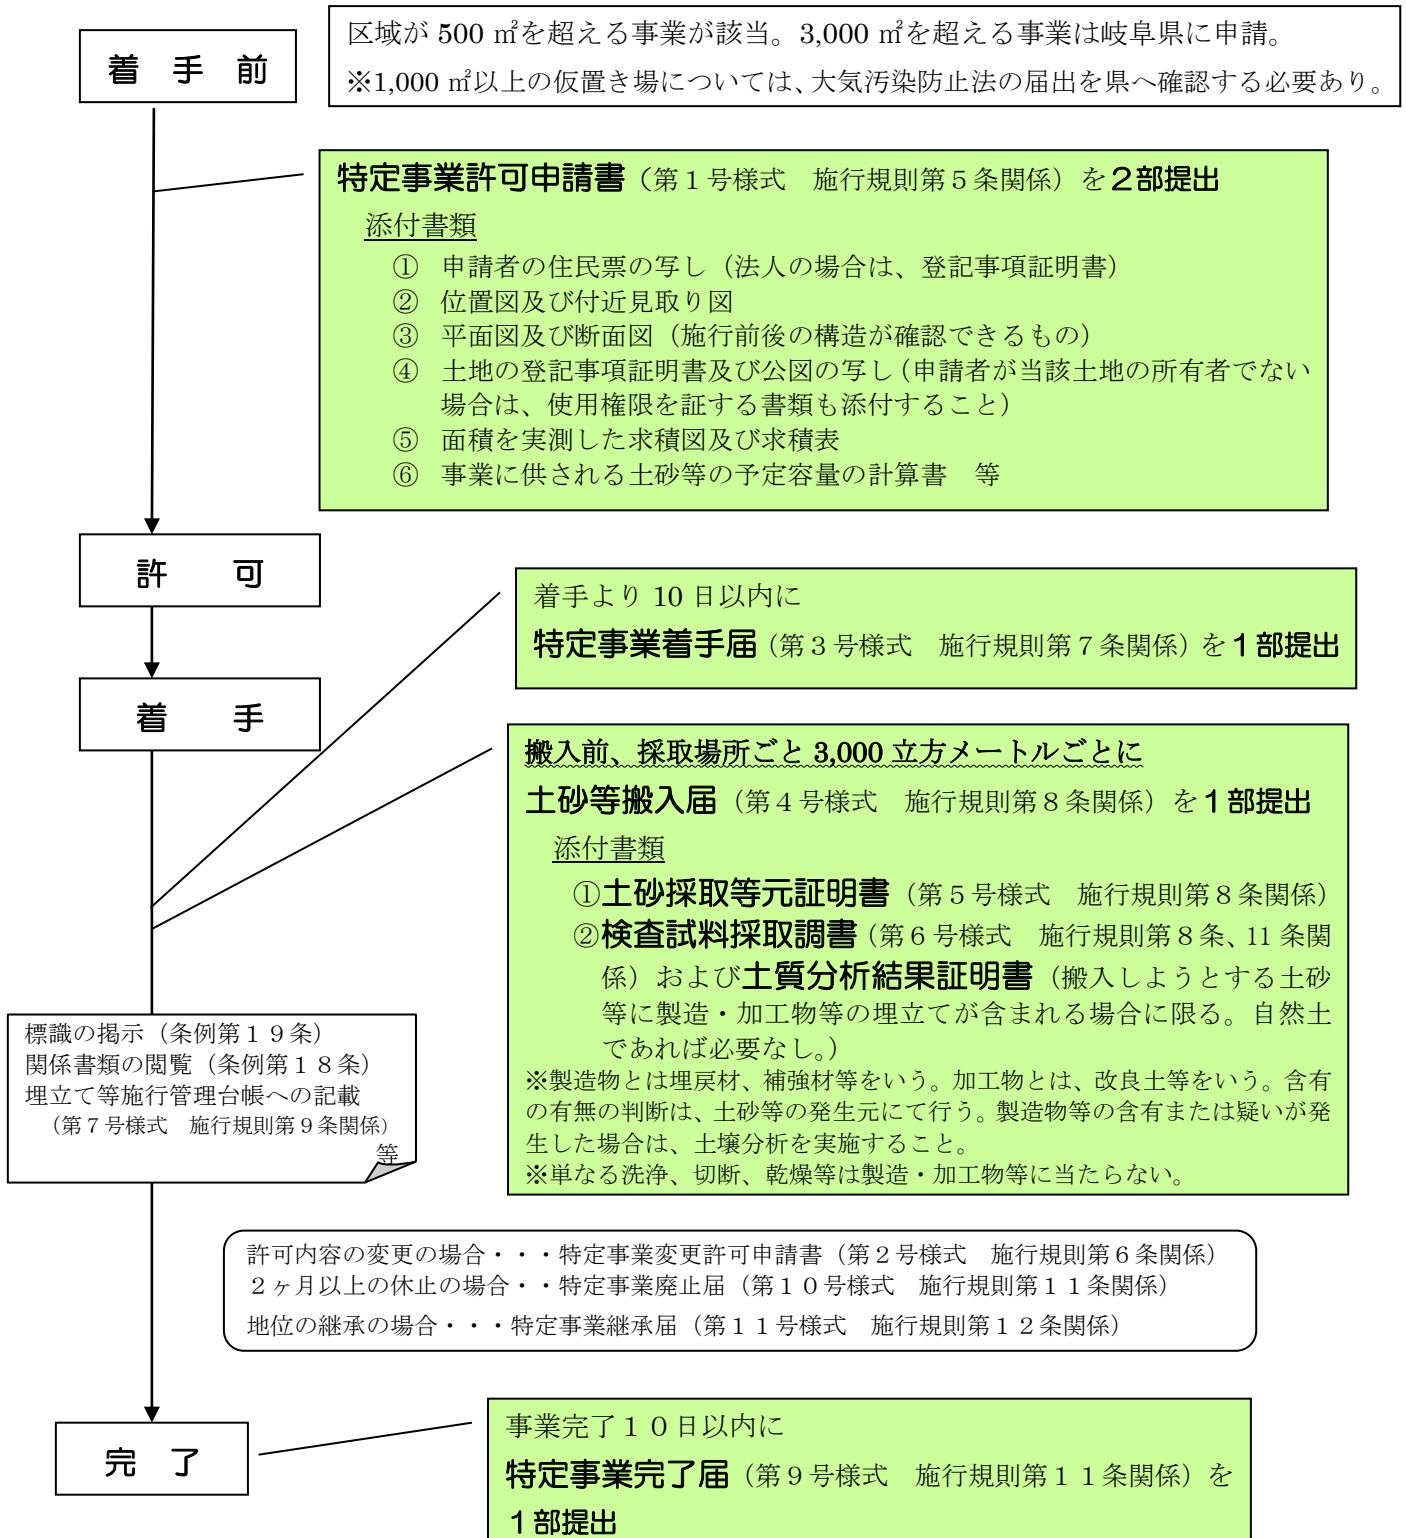 着　手　前
区域が 500 ㎡を超える事業が該当。3,000 ㎡を超える事業は岐阜県に申請。
※1,000 ㎡以上の仮置き場については、大気汚染防止法の届出を県へ確認する必要あり。
特定事業許可申請書（第１号様式　施行規則第５条関係）を２部提出
添付書類
①　申請者の住民票の写し（法人の場合は、登記事項証明書）
②　位置図及び付近見取り図
③　平面図及び断面図（施行前後の構造が確認できるもの）
④　土地の登記事項証明書及び公図の写し（申請者が当該土地の所有者でない
場合は、使用権限を証する書類も添付すること）
⑤　面積を実測した求積図及び求積表
⑥　事業に供される土砂等の予定容量の計算書　等
許　　可
着手より 10 日以内に
特定事業着手届（第３号様式　施行規則第７条関係）を１部提出
着　　手
搬入前、採取場所ごと 3,000 立方メートルごとに
土砂等搬入届（第４号様式　施行規則第８条関係）を１部提出
添付書類
①土砂採取等元証明書（第５号様式　施行規則第８条関係）
②検査試料採取調書（第６号様式　施行規則第８条、11 条関
係）および土質分析結果証明書（搬入しようとする土砂
等に製造・加工物等の埋立てが含まれる場合に限る。自然土
であれば必要なし。）
※製造物とは埋戻材、補強材等をいう。加工物とは、改良土等をいう。含有
の有無の判断は、土砂等の発生元にて行う。製造物等の含有または疑いが発
生した場合は、土壌分析を実施すること。
※単なる洗浄、切断、乾燥等は製造・加工物等に当たらない。
標識の掲示（条例第１９条）
関係書類の閲覧（条例第１８条）
埋立て等施行管理台帳への記載
（第７号様式　施行規則第９条関係）
等
許可内容の変更の場合・・・特定事業変更許可申請書（第２号様式　施行規則第６条関係）
２ヶ月以上の休止の場合・・特定事業廃止届（第１０号様式　施行規則第１１条関係）
地位の継承の場合・・・特定事業継承届（第１１号様式　施行規則第１２条関係）
完　了
事業完了１０日以内に
特定事業完了届（第９号様式　施行規則第１１条関係）を
１部提出